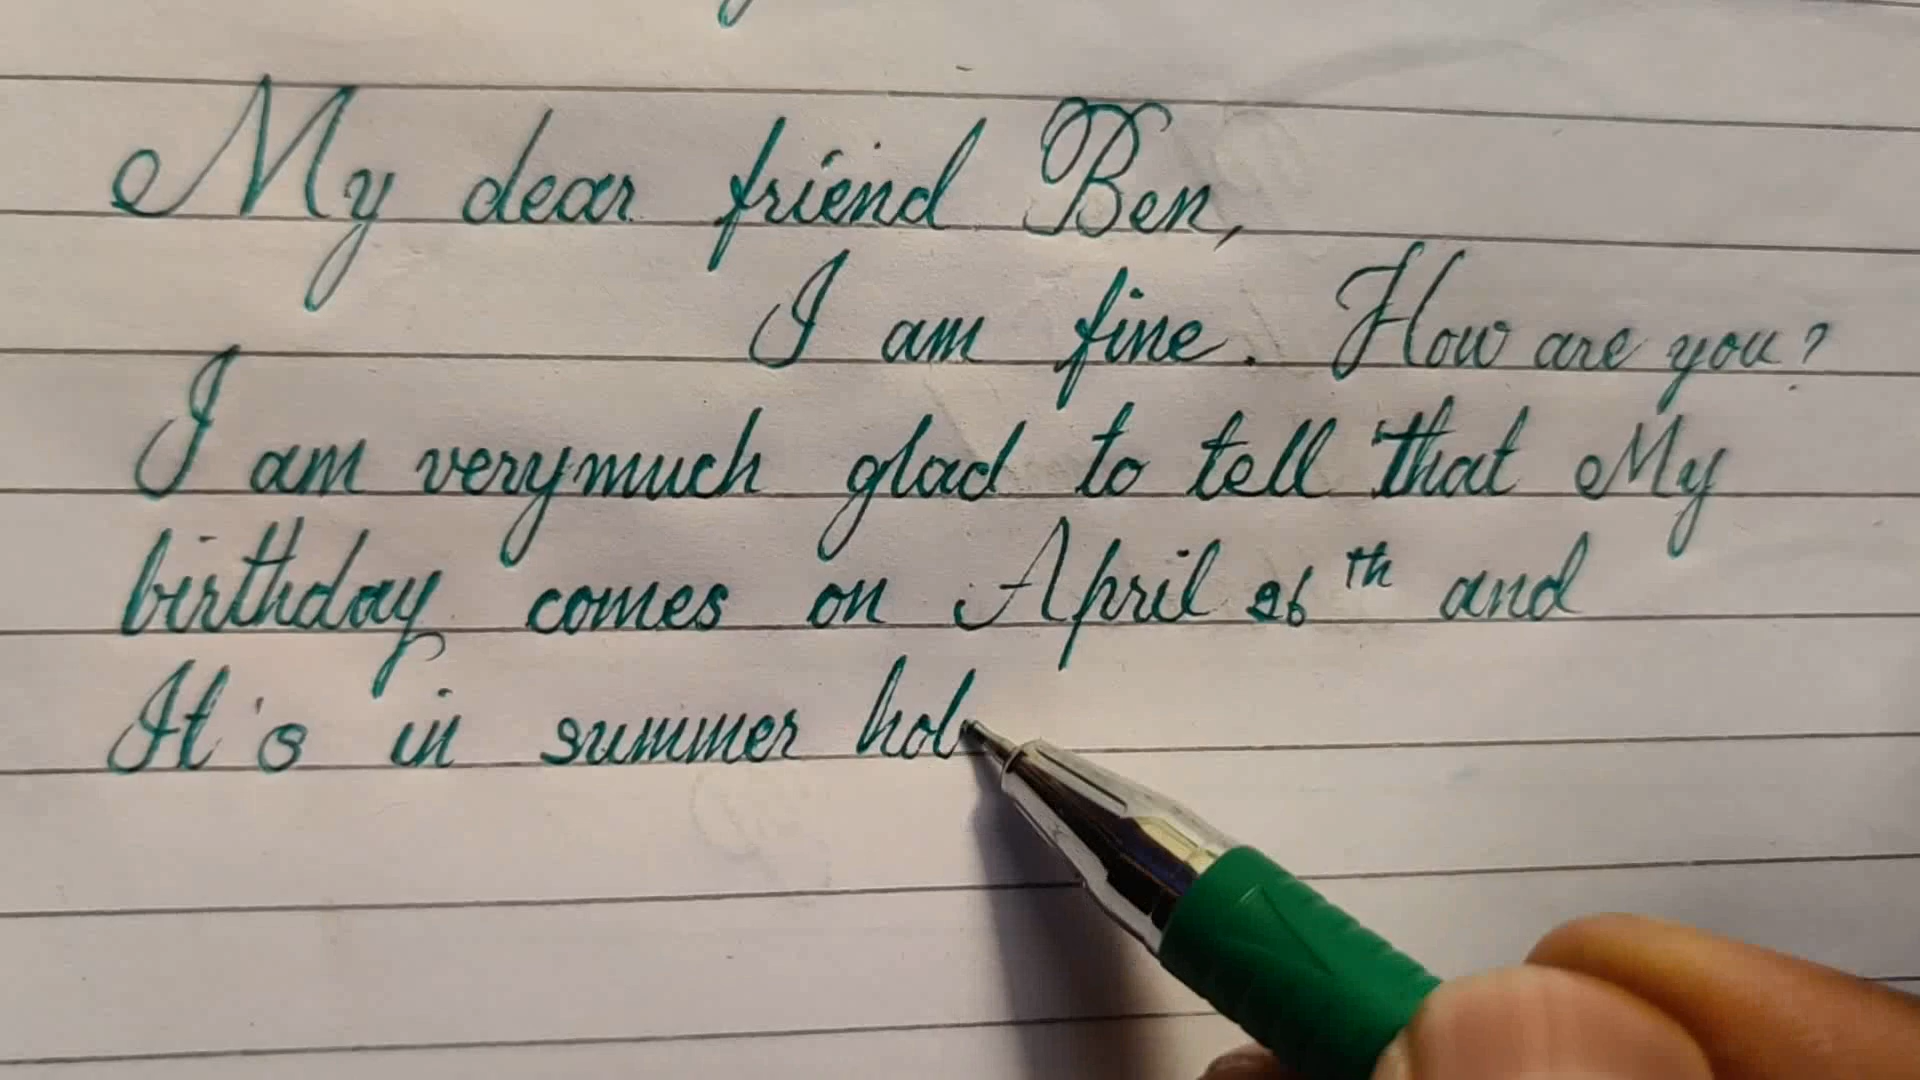 My dear friend Ben,
I am fine. How are you?
I am verymuch glad to tell that My
birthday comes on April 26th and
It's in summer hol